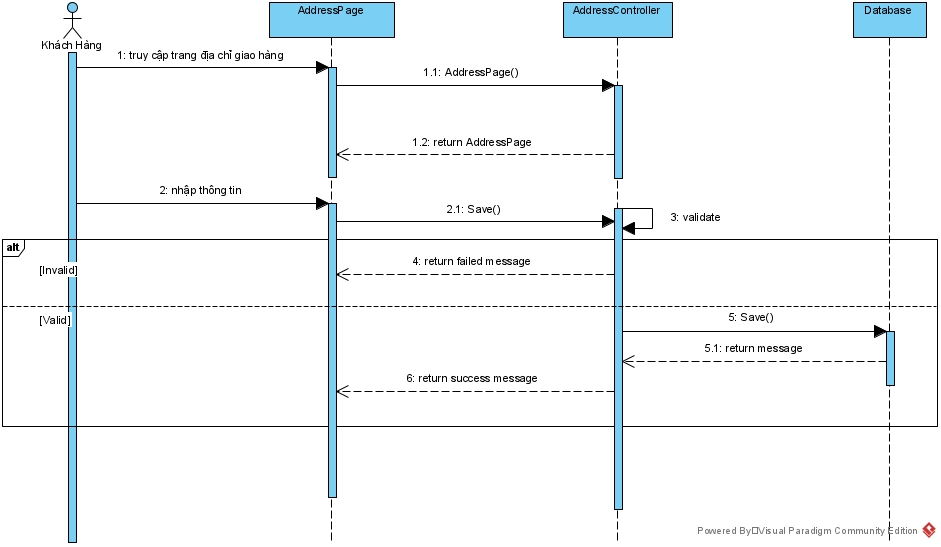 AddressPage
AddressController
Database
Khách Hàng
1: truy cập trang địa chỉ giao hàng
1.1: AddressPage()
1.2: return AddressPage
2: nhập thông tin
2.1: Save()
3: validate
alt
4: return failed message
[Invalid]
[Valid]
5: Save()
5.1: return message
6: return success message
Powered By□Visual Paradigm Community Edition